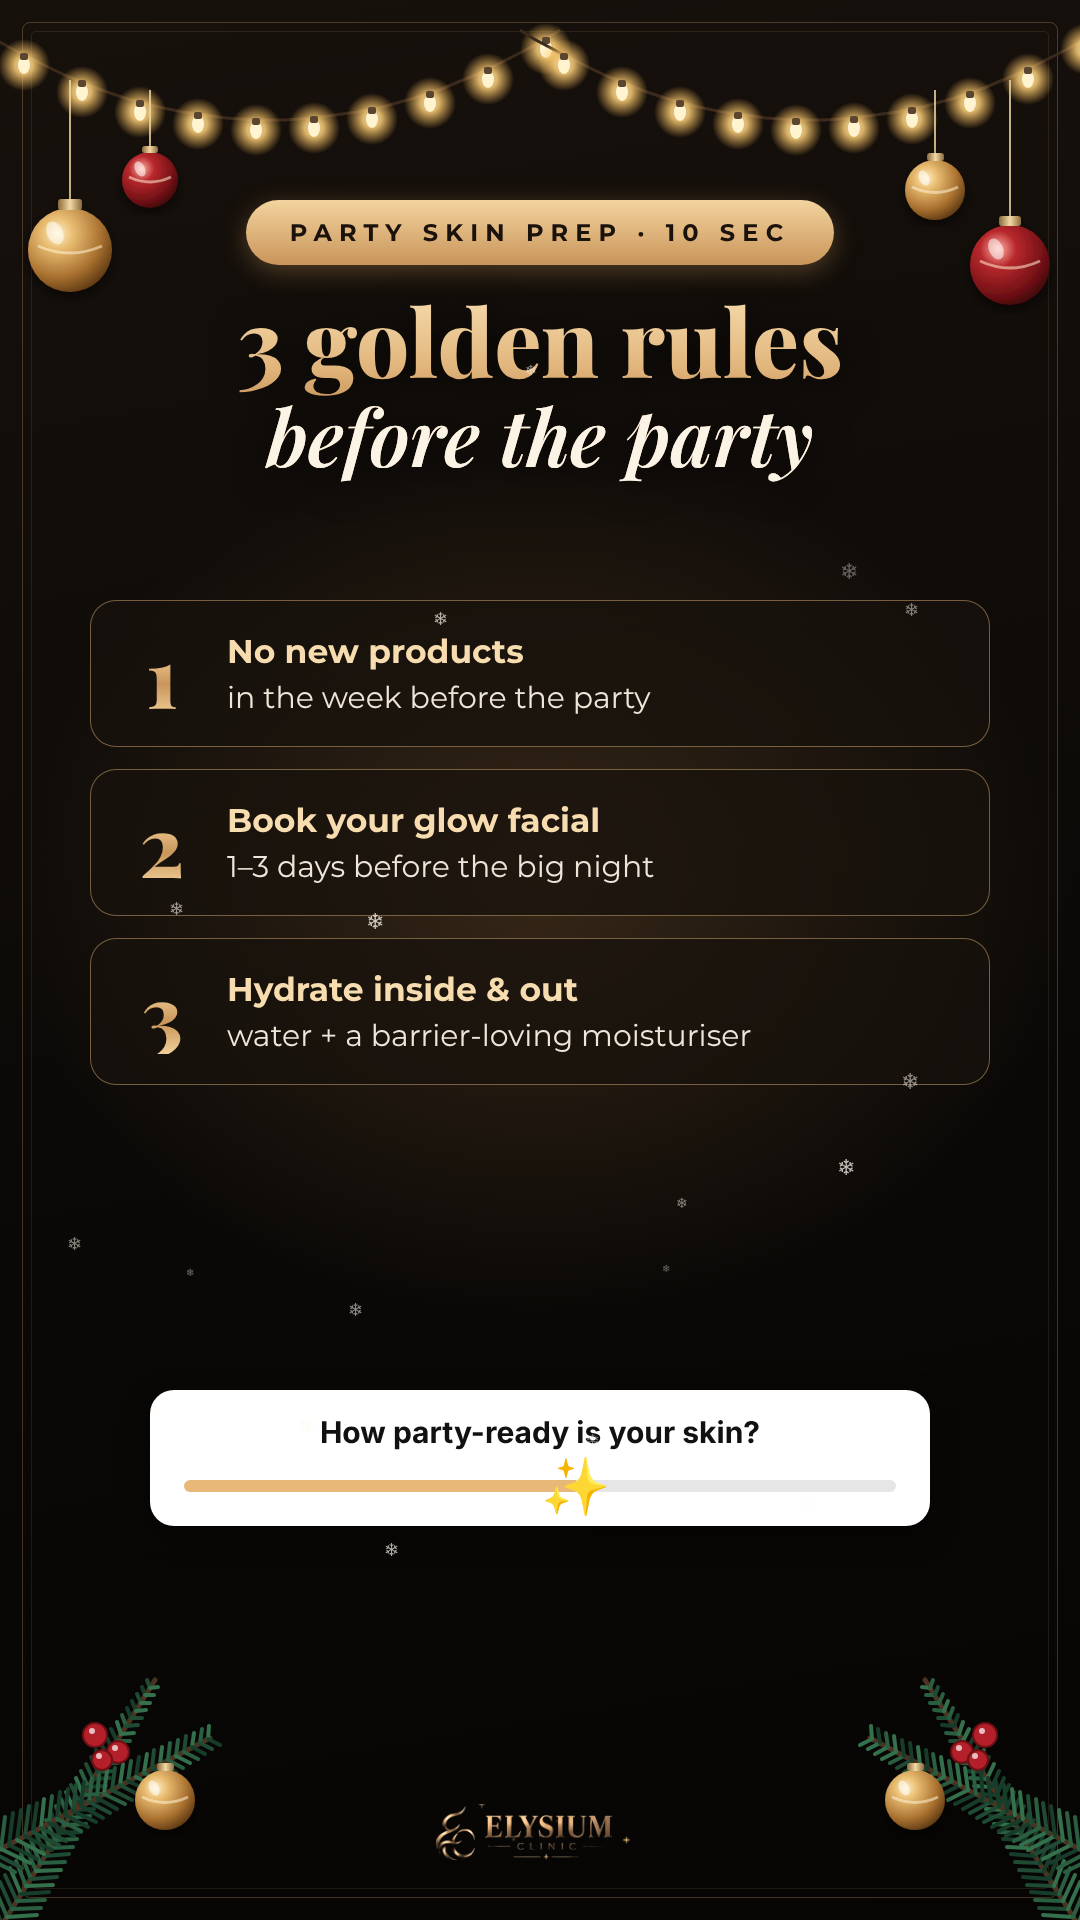 PARTY SKIN PREP · 10 SEC
3 golden rules
before the party
1
No new products
in the week before the party
2
Book your glow facial
1–3 days before the big night
3
Hydrate inside & out
water + a barrier-loving moisturiser
How party-ready is your skin?
ELYSIUM
CLINIC